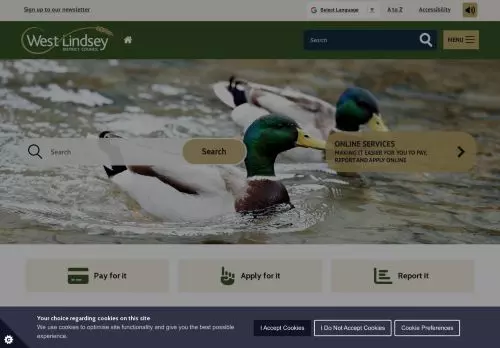 Sign up to our newsletter
Select Language
▼
A to Z
Accessibility
West Lindsey
DISTRICT COUNCIL
Search
MENU
Search
Search
ONLINE SERVICES
MAKING IT EASIER FOR YOU TO PAY,
REPORT AND APPLY ONLINE
Pay for it
Apply for it
Report it
Your choice regarding cookies on this site
We use cookies to optimise site functionality and give you the best possible
experience.
I Accept Cookies
I Do Not Accept Cookies
Cookie Preferences